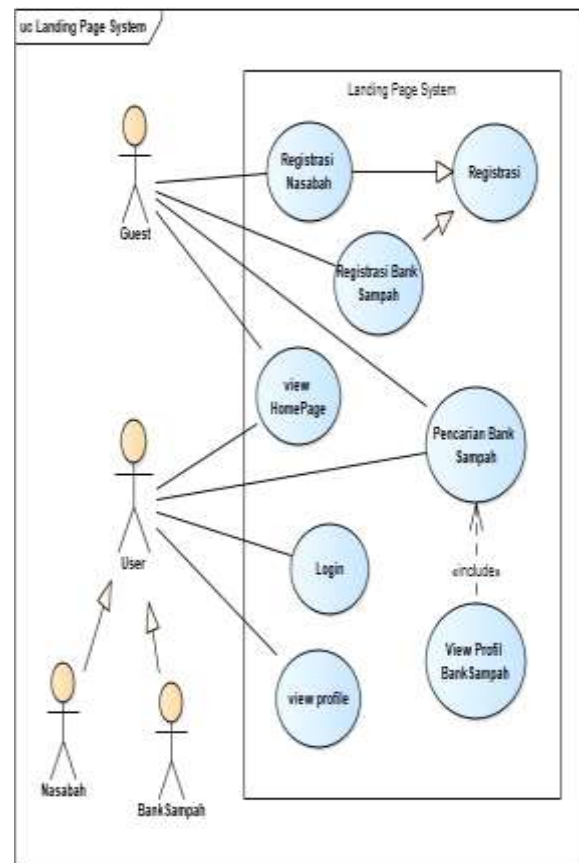 uc Landing Page System
Landing Page System
Registrasi
Nasabah
Registrasi
Guest
Registrasi Bank
Sampah
view
HomePage
Pencarian Bank
Sampah
User
Login
«include»
View Profil
BankSampah
view profile
Nasabah
BankSampah